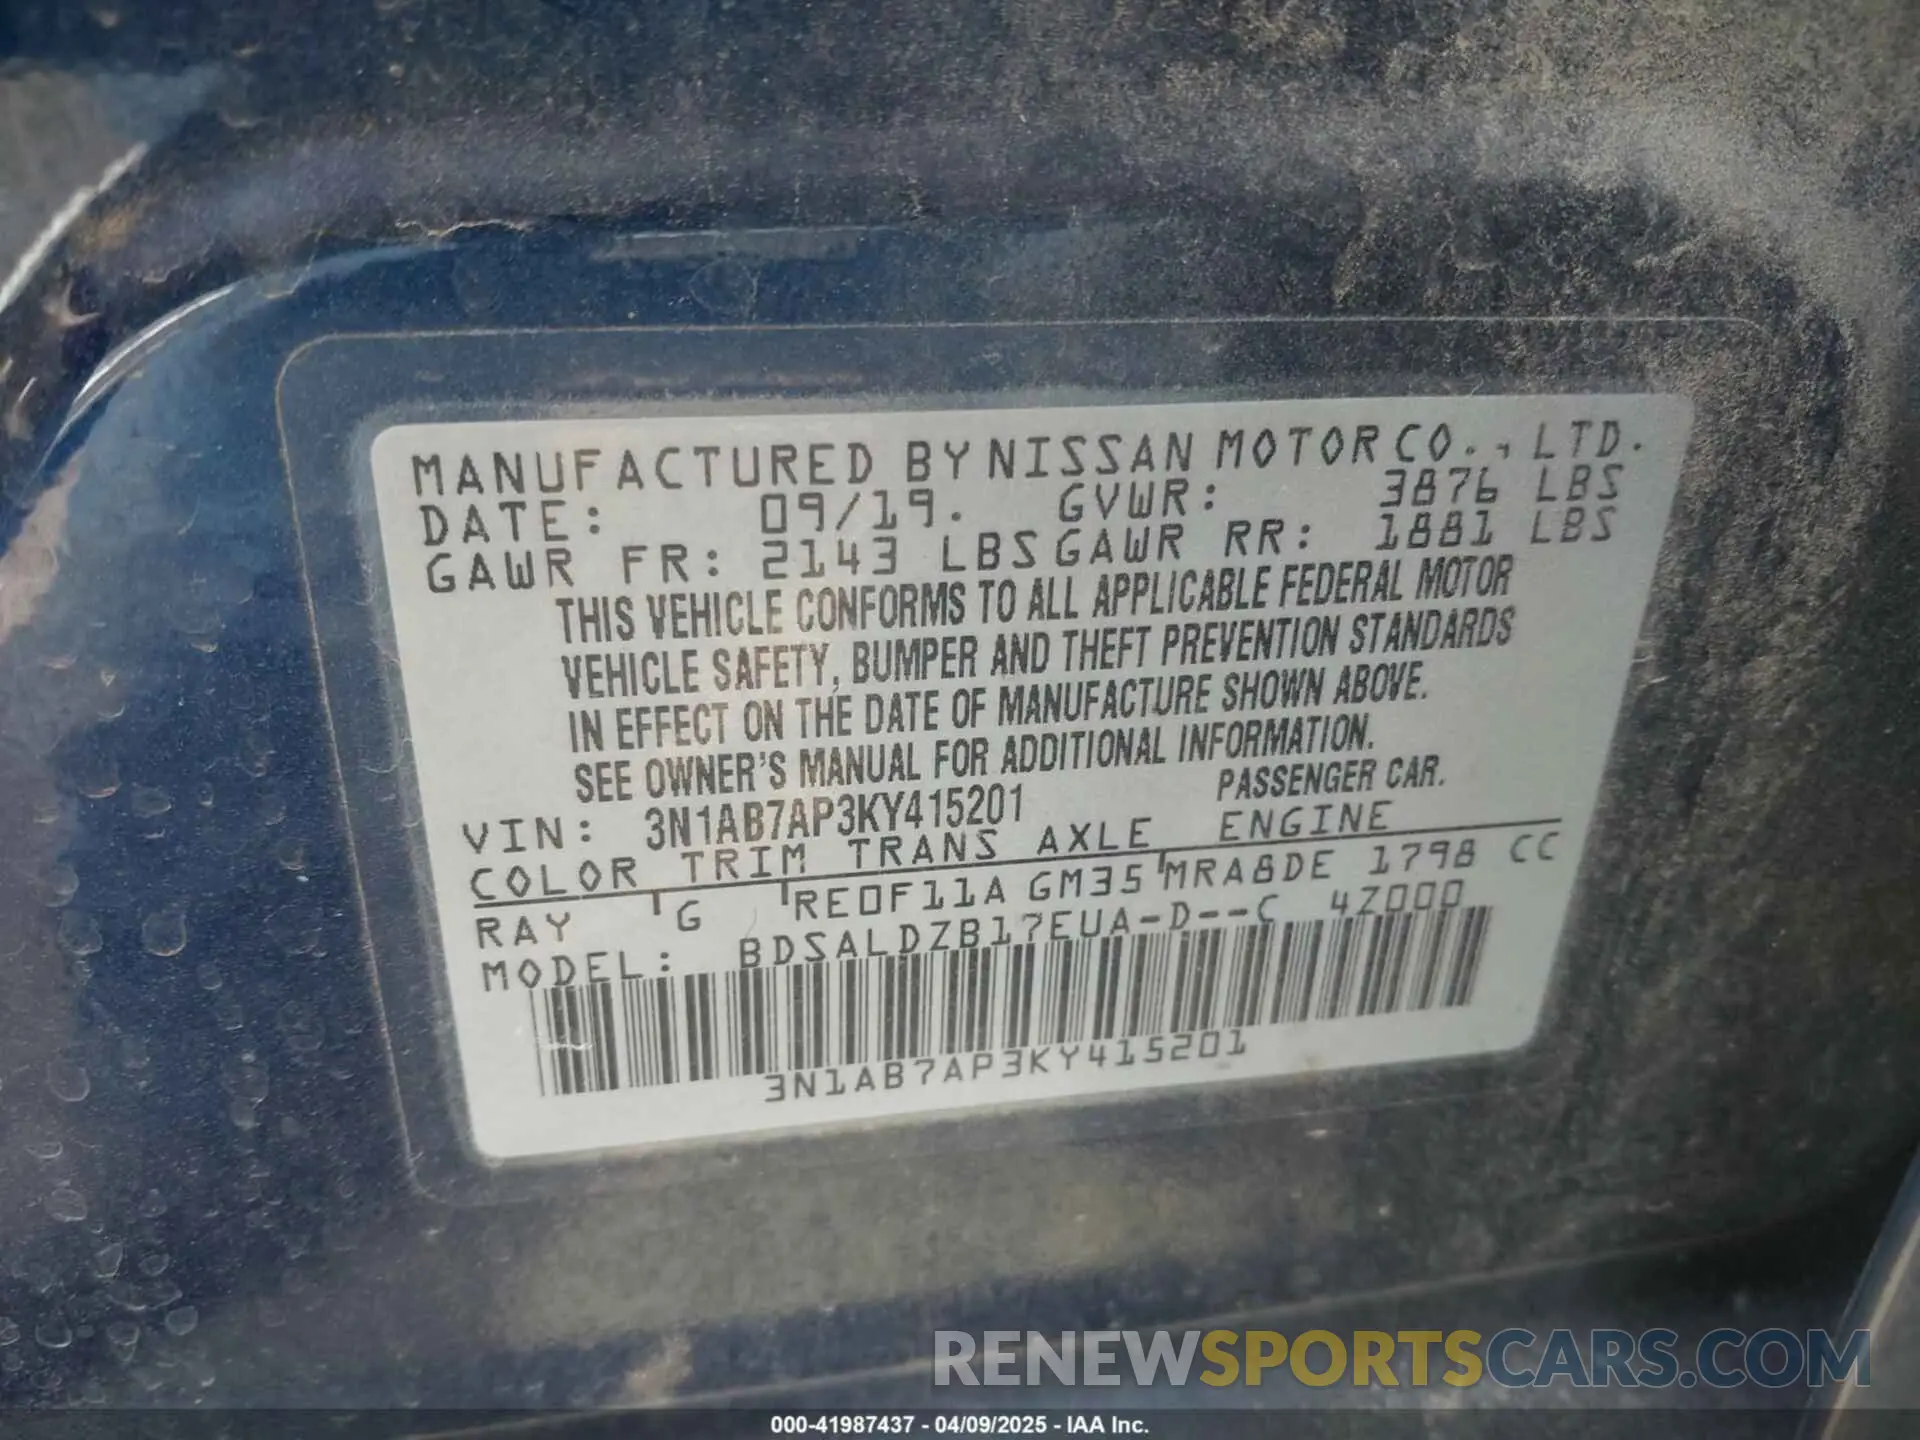 MANUFACTURED BY NISSAN MOTOR CO., LTD.
DATE: 09/19. GVWR: 3876 LBS
GAWR FR: 2143 LBS GAWR RR: 1881 LBS
THIS VEHICLE CONFORMS TO ALL APPLICABLE FEDERAL MOTOR
VEHICLE SAFETY, BUMPER AND THEFT PREVENTION STANDARDS
IN EFFECT ON THE DATE OF MANUFACTURE SHOWN ABOVE.
SEE OWNER'S MANUAL FOR ADDITIONAL INFORMATION.
VIN: 3N1AB7AP3KY415201 PASSENGER CAR.
COLOR TRIM TRANS AXLE ENGINE
RAY G RE0F11A GM35 MRA8DE 1798 CC
MODEL: BDSALDZB17EUA-D--C 4Z000
3N1AB7AP3KY415201
RENEWSPORTSCARS.COM
000-41987437 - 04/09/2025 - IAA Inc.